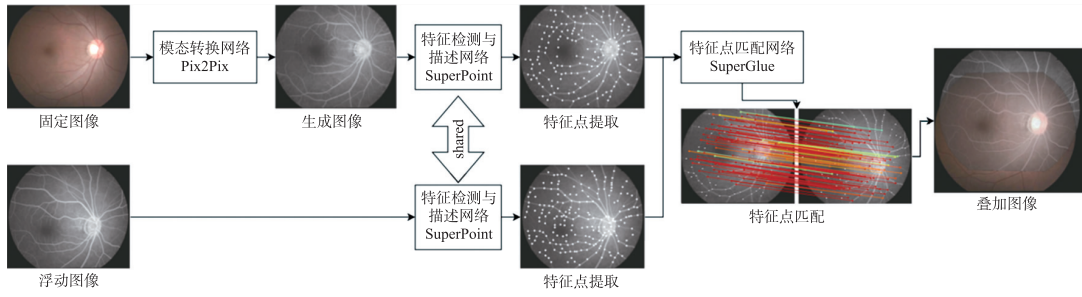 模态转换网络
Pix2Pix
特征检测与
描述网络
SuperPoint
特征点匹配网络
SuperGlue
固定图像
生成图像
特征点提取
shared
特征检测与
描述网络
SuperPoint
特征点匹配
叠加图像
浮动图像
特征点提取